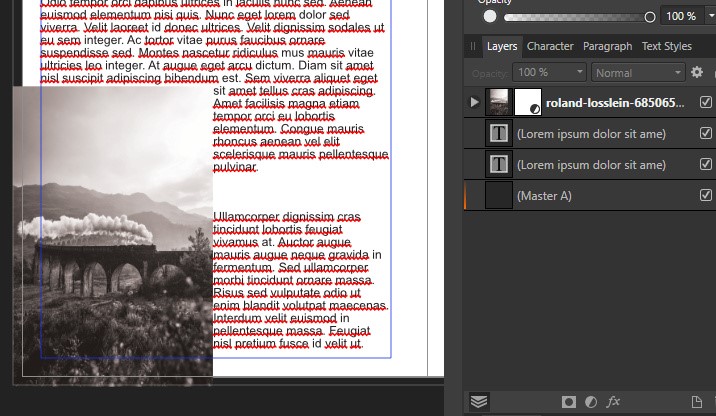 Opacity
100 %
Layers Character Paragraph Text Styles
Opacity: 100 % Normal
roland-losslein-685065...
(Lorem ipsum dolor sit ame)
(Lorem ipsum dolor sit ame)
(Master A)
fx
Odio tempor orci dapibus ultrices in iaculis nunc sed. Aenean
euismod elementum nisi quis. Nunc eget lorem dolor sed
viverra. Velit laoreet id donec ultrices. Velit dignissim sodales ut
eu sem integer. Ac tortor vitae purus faucibus ornare
suspendisse sed. Montes nascetur ridiculus mus mauris vitae
ultricies leo integer. At augue eget arcu dictum. Diam sit amet
nisl suscipit adipiscing bibendum est. Sem viverra aliquet eget
sit amet tellus cras adipiscing.
Amet facilisis magna etiam
tempor orci eu lobortis
elementum. Congue mauris
rhoncus aenean vel elit
scelerisque mauris pellentesque
pulvinar.
Ullamcorper dignissim cras
tincidunt lobortis feugiat
vivamus at. Auctor augue
mauris augue neque gravida in
fermentum. Sed ullamcorper
morbi tincidunt ornare massa.
Risus sed vulputate odio ut
enim blandit volutpat maecenas.
Interdum velit euismod in
pellentesque massa. Feugiat
nisl pretium fusce id velit ut.